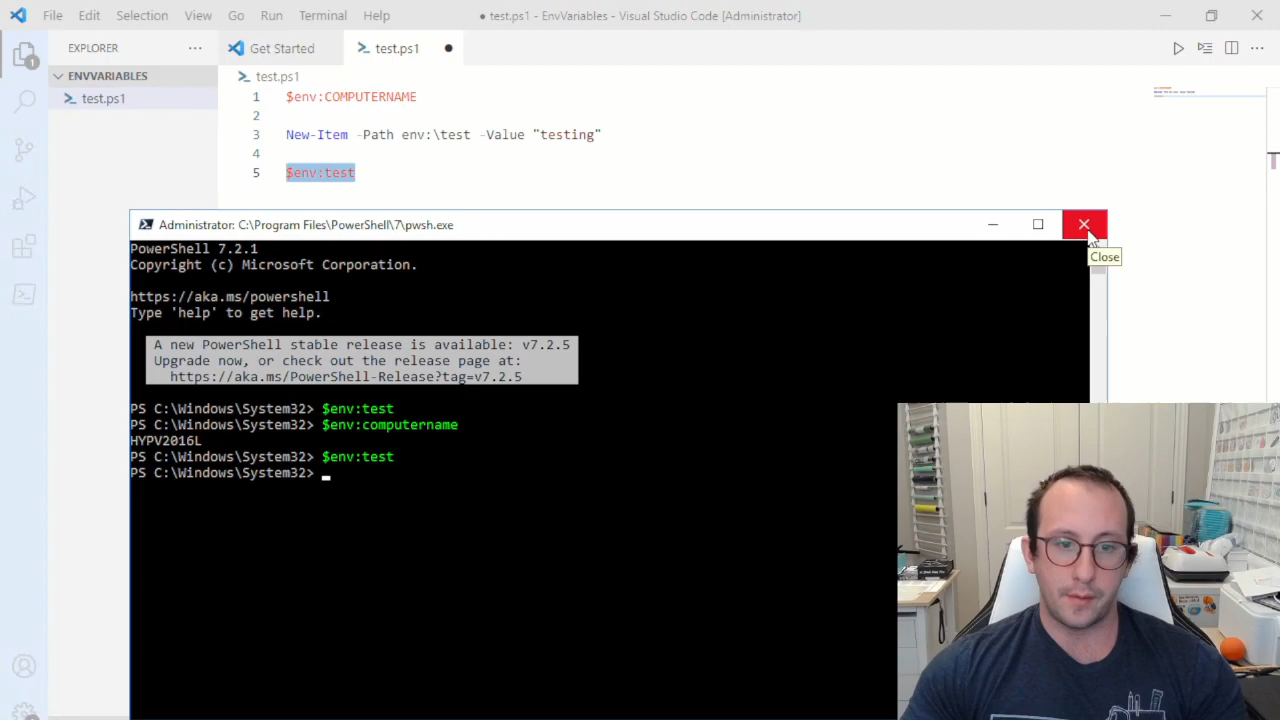 File Edit Selection View Go Run Terminal Help ● test.ps1 - EnvVariables - Visual Studio Code [Administrator]
EXPLORER ··· Get Started test.ps1 ●
ENVVARIABLES
test.ps1
1
test.ps1
1 $env:COMPUTERNAME
2
3 New-Item -Path env:\test -Value "testing"
4
5 $env:test
Administrator: C:\Program Files\PowerShell\7\pwsh.exe
Close
PowerShell 7.2.1
Copyright (c) Microsoft Corporation.
https://aka.ms/powershell
Type 'help' to get help.
A new PowerShell stable release is available: v7.2.5
Upgrade now, or check out the release page at:
https://aka.ms/PowerShell-Release?tag=v7.2.5
PS C:\Windows\System32> $env:test
PS C:\Windows\System32> $env:computername
HYPV2016L
PS C:\Windows\System32> $env:test
PS C:\Windows\System32>